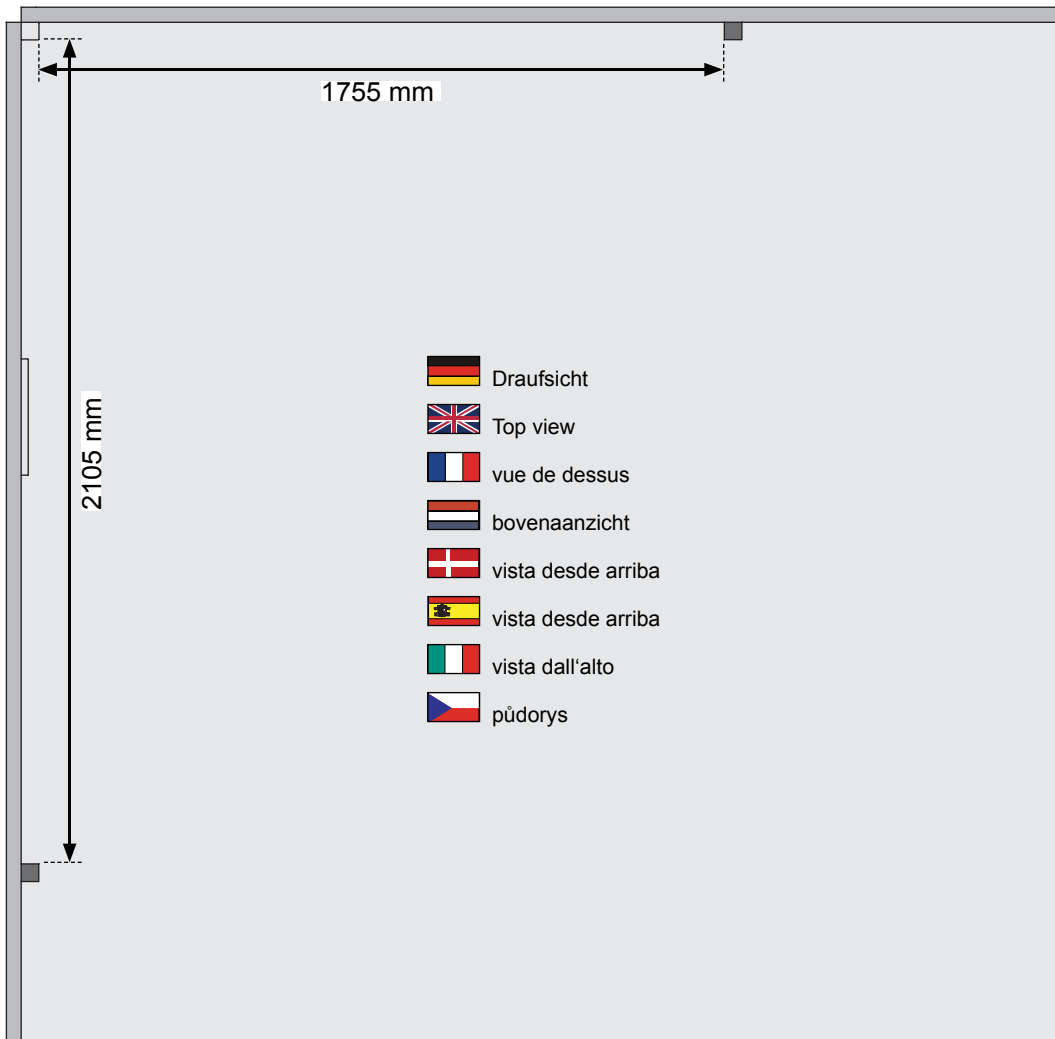 1755 mm
2105 mm
Draufsicht
Top view
vue de dessus
bovenaanzicht
vista desde arriba
vista desde arriba
vista dall‘alto
půdorys